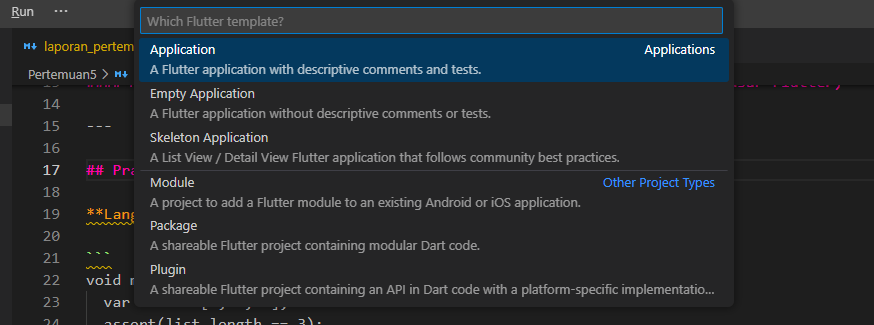 Run ...
Which Flutter template?
laporan_pertem
Application Applications
A Flutter application with descriptive comments and tests.
Pertemuan5 >
Empty Application
A Flutter application without descriptive comments or tests.
Skeleton Application
A List View / Detail View Flutter application that follows community best practices.
Module Other Project Types
A project to add a Flutter module to an existing Android or iOS application.
Package
A shareable Flutter project containing modular Dart code.
Plugin
A shareable Flutter project containing an API in Dart code with a platform-specific implementatio...
14
15 ---
16
17 ## Pra
18
19 **Lang
20
21 ```
22 void m
23 var
24 assert(list.length == 3);